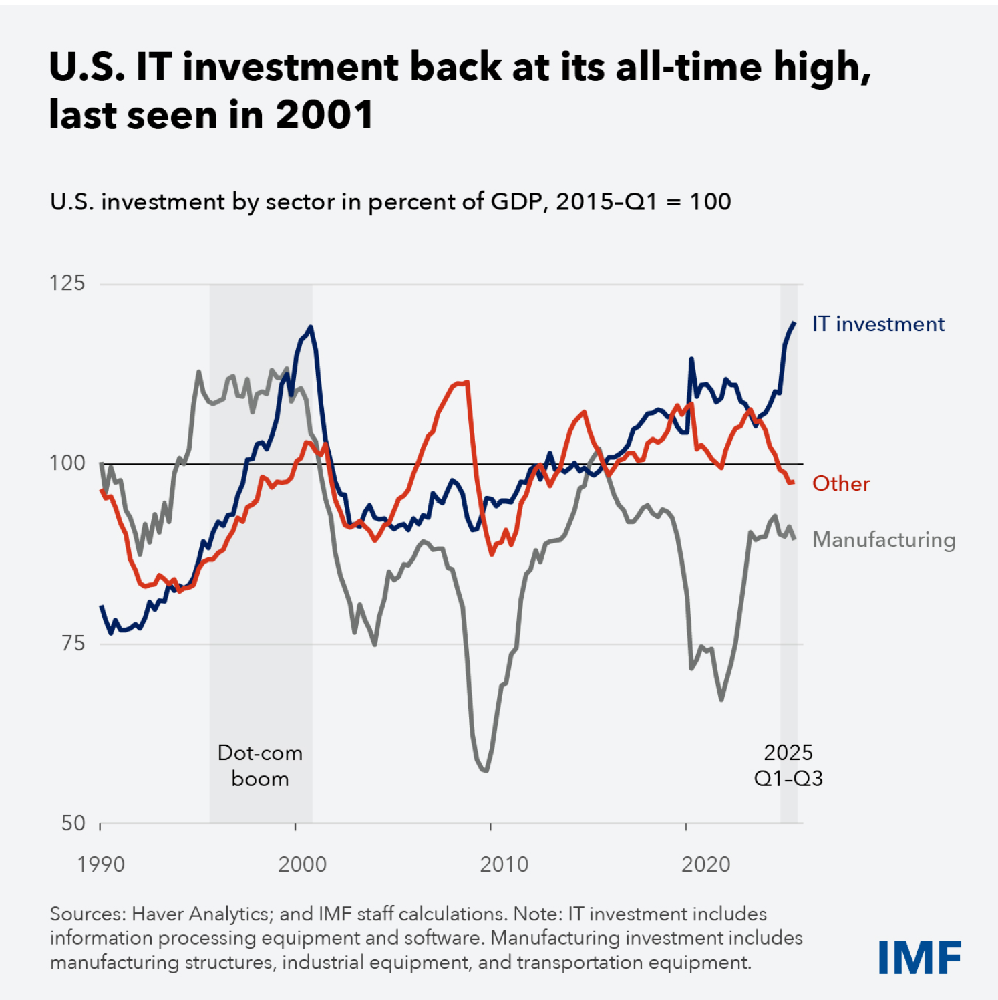 U.S. IT investment back at its all-time high,
last seen in 2001
U.S. investment by sector in percent of GDP, 2015–Q1 = 100
125
IT investment
100
Other
Manufacturing
75
Dot-com
boom
2025
Q1–Q3
50
1990
2000
2010
2020
Sources: Haver Analytics; and IMF staff calculations. Note: IT investment includes
information processing equipment and software. Manufacturing investment includes
manufacturing structures, industrial equipment, and transportation equipment.
IMF